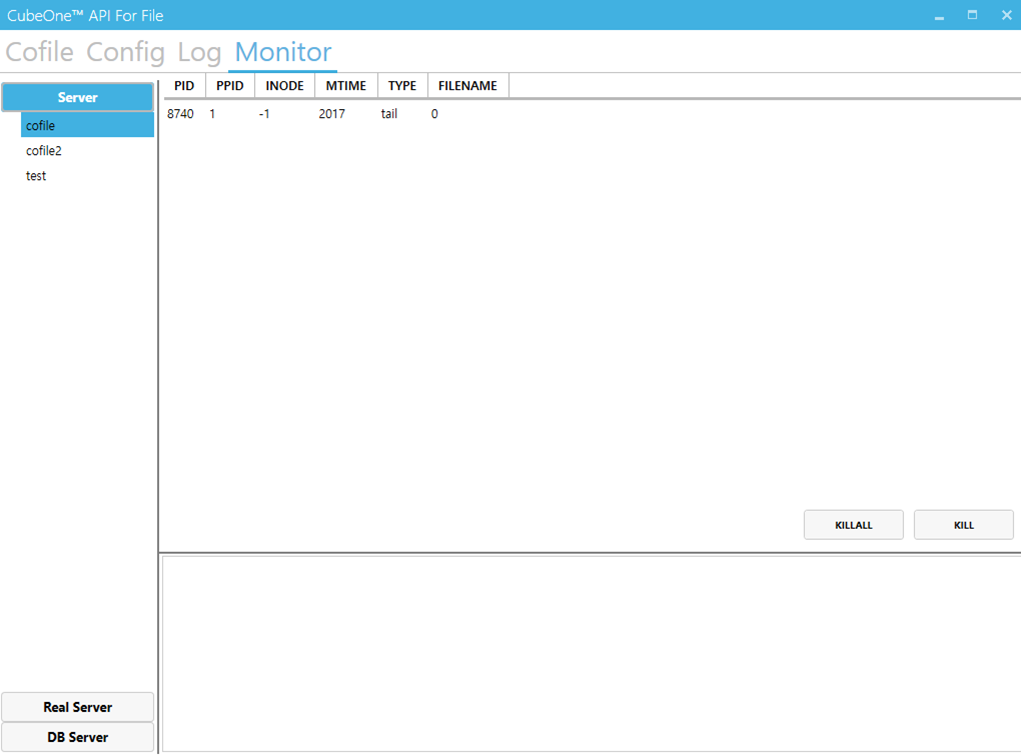 CubeOne™ API For File
Cofile Config Log Monitor
Server
cofile
cofile2
test
PID PPID INODE MTIME TYPE FILENAME
8740 1 -1 2017 tail 0
KILLALL KILL
Real Server
DB Server